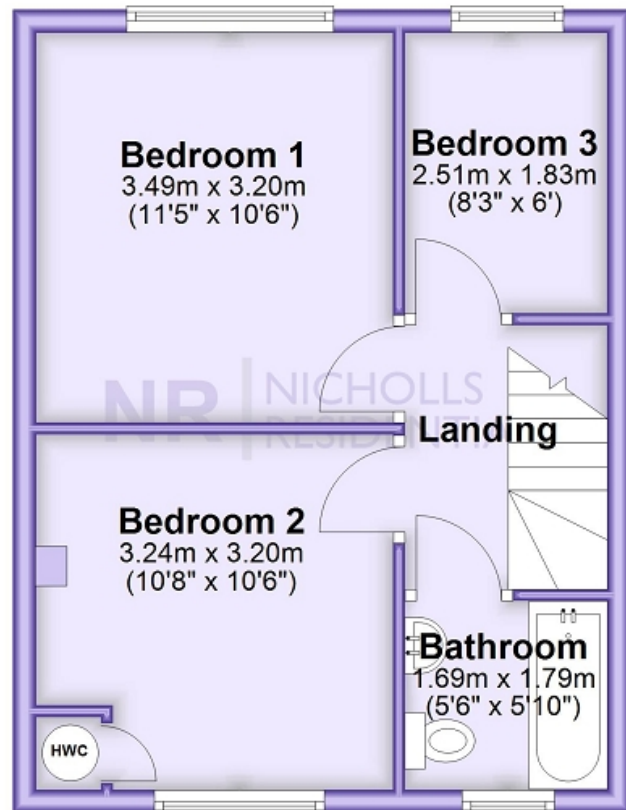 Bedroom 1
3.49m x 3.20m
(11'5" x 10'6")
Bedroom 3
2.51m x 1.83m
(8'3" x 6')
NR NICHOLLS
Landing
Bedroom 2
3.24m x 3.20m
(10'8" x 10'6")
Bathroom
1.69m x 1.79m
(5'6" x 5'10")
HWC